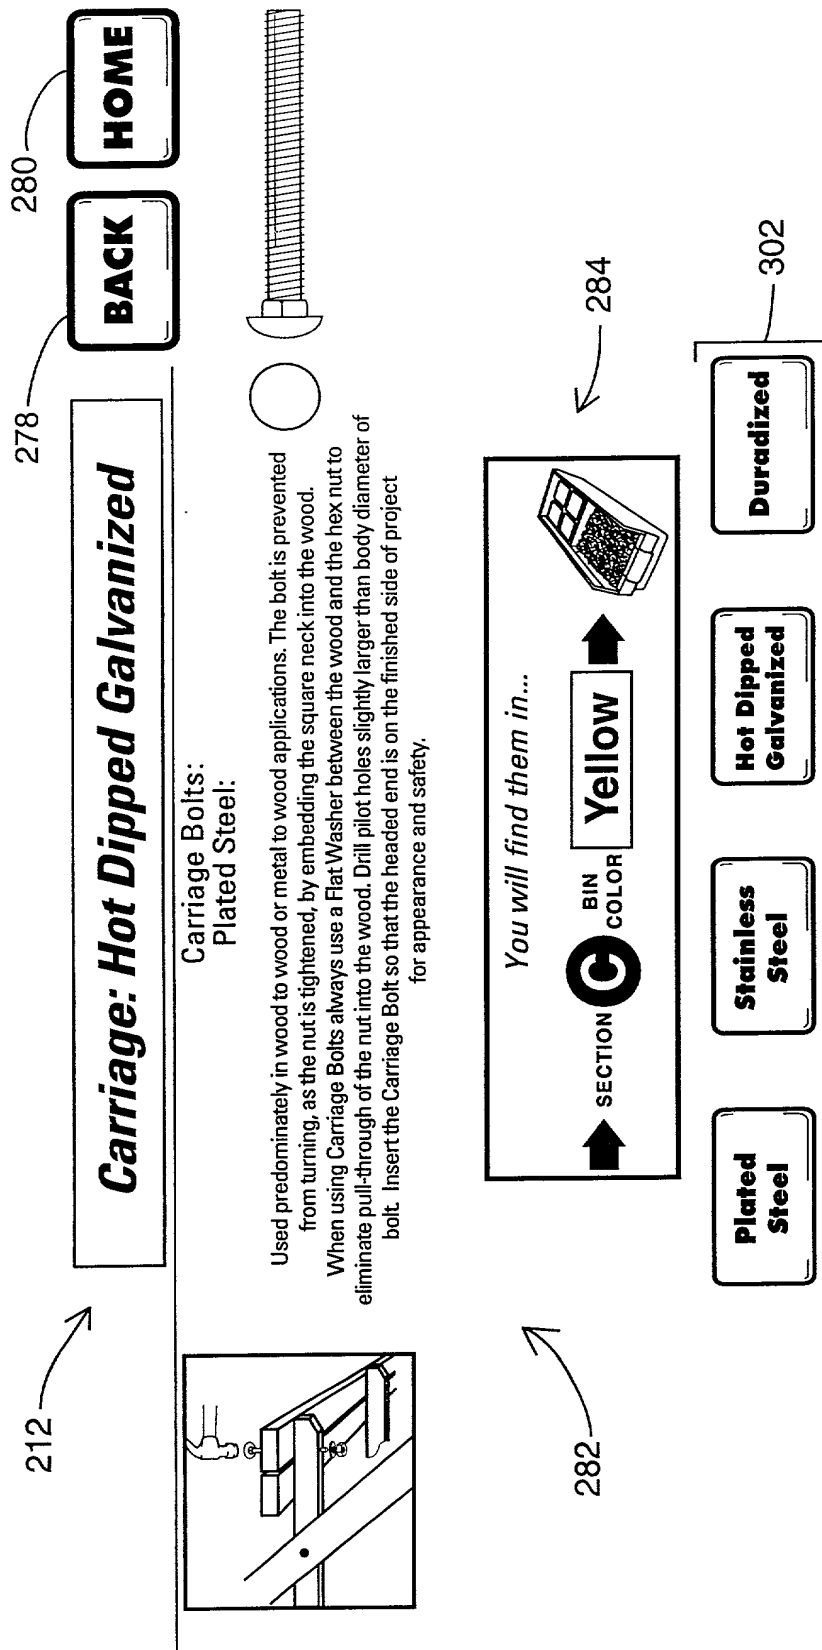 280
278
BACK
HOME
212
Carriage: Hot Dipped Galvanized
Carriage Bolts:
Plated Steel:
Used predominately in wood to wood or metal to wood applications. The bolt is prevented
from turning, as the nut is tightened, by embedding the square neck into the wood.
When using Carriage Bolts always use a Flat Washer between the wood and the hex nut to
eliminate pull-through of the nut into the wood. Drill pilot holes slightly larger than body diameter of
bolt. Insert the Carriage Bolt so that the headed end is on the finished side of project
for appearance and safety.
282
284
You will find them in...
SECTION C BIN COLOR Yellow
Plated
Steel
Stainless
Steel
Hot Dipped
Galvanized
Duradized
302